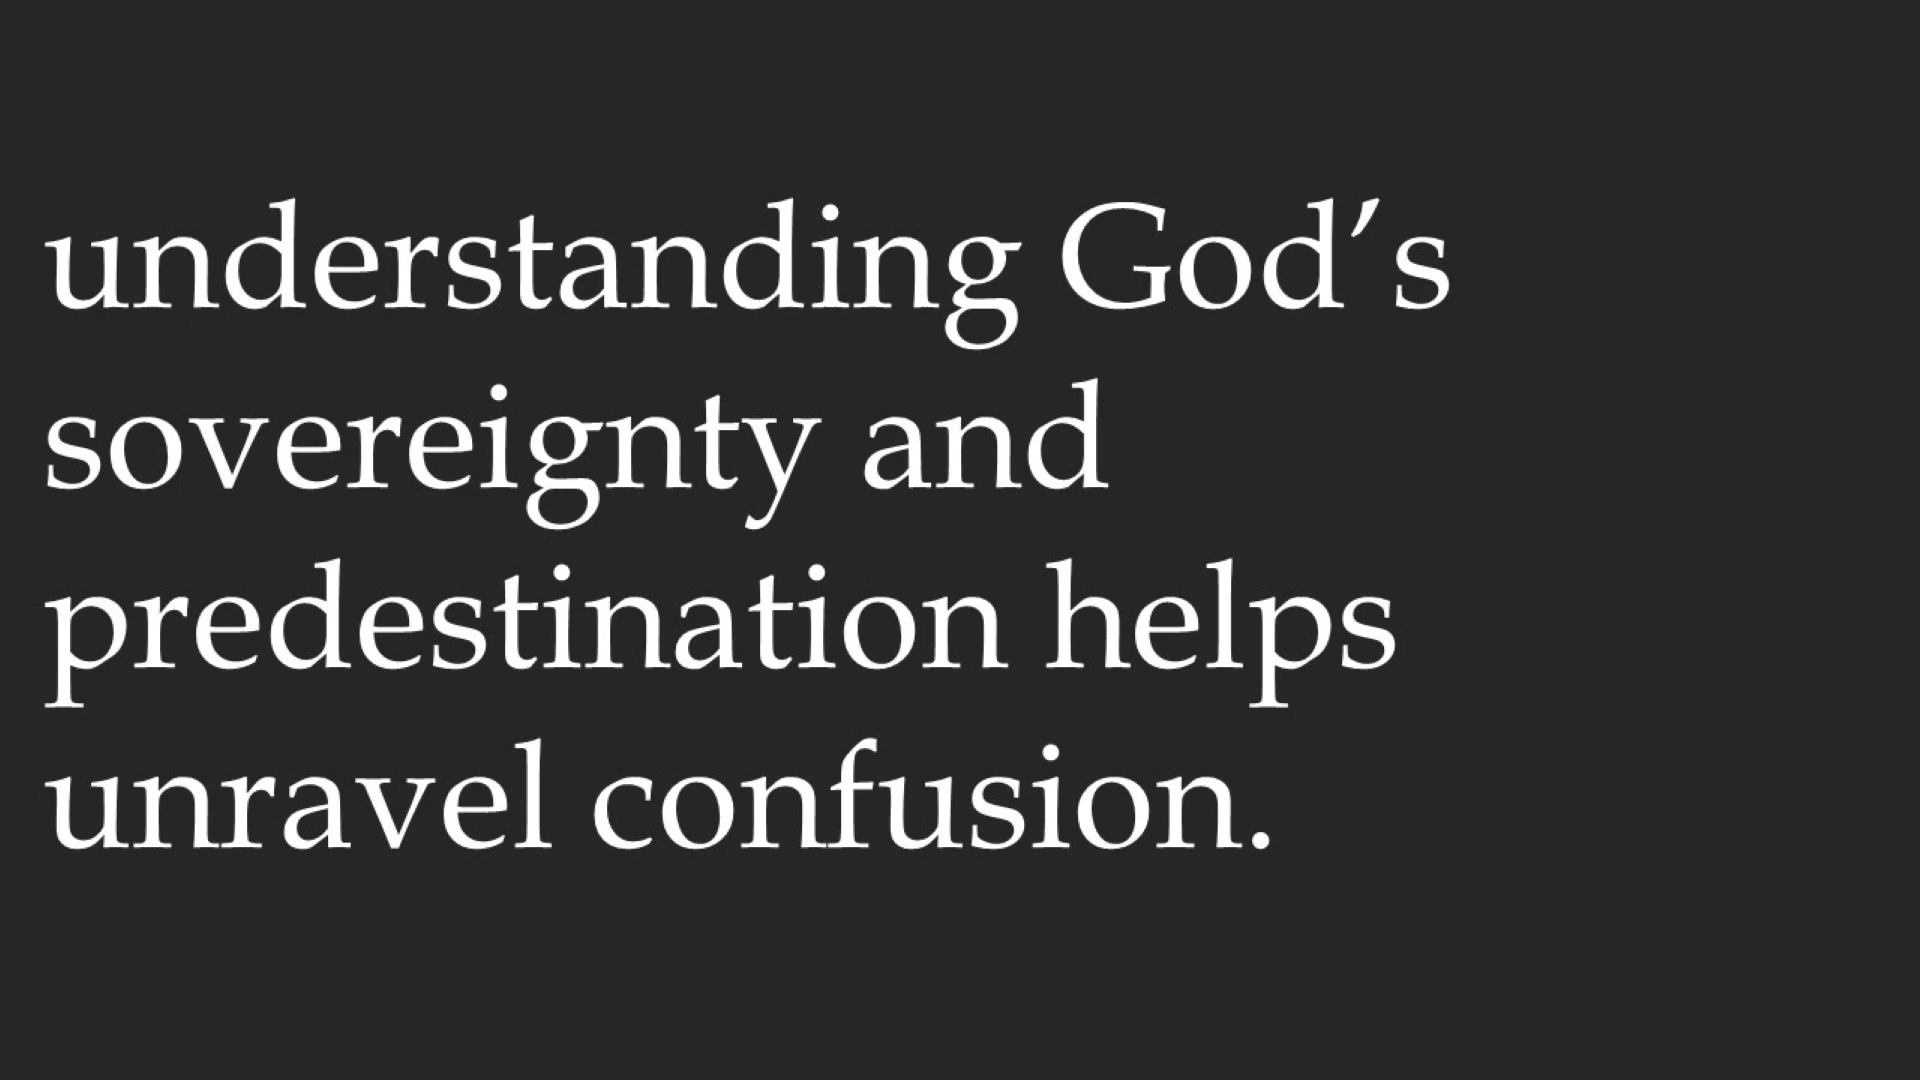 understanding God’s
sovereignty and
predestination helps
unravel confusion.